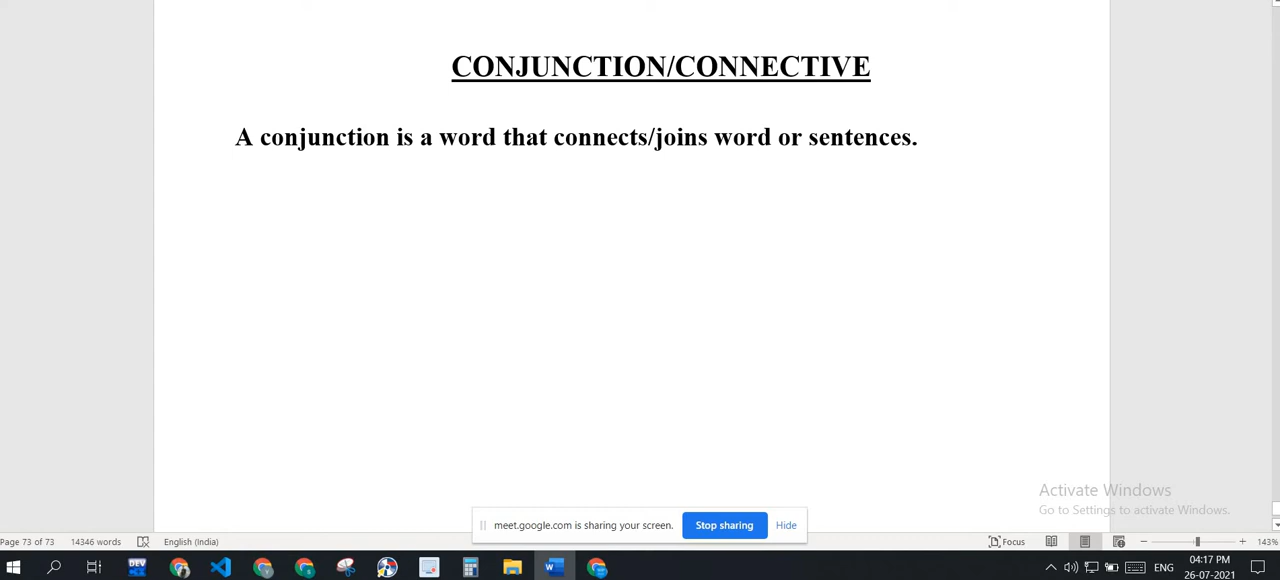 CONJUNCTION/CONNECTIVE
A conjunction is a word that connects/joins word or sentences.
Activate Windows
Go to Settings to activate Windows.
meet.google.com is sharing your screen. Stop sharing Hide
Page 73 of 73 14346 words English (India) Focus 143%
DEV W ENG 04:17 PM
26-07-2021